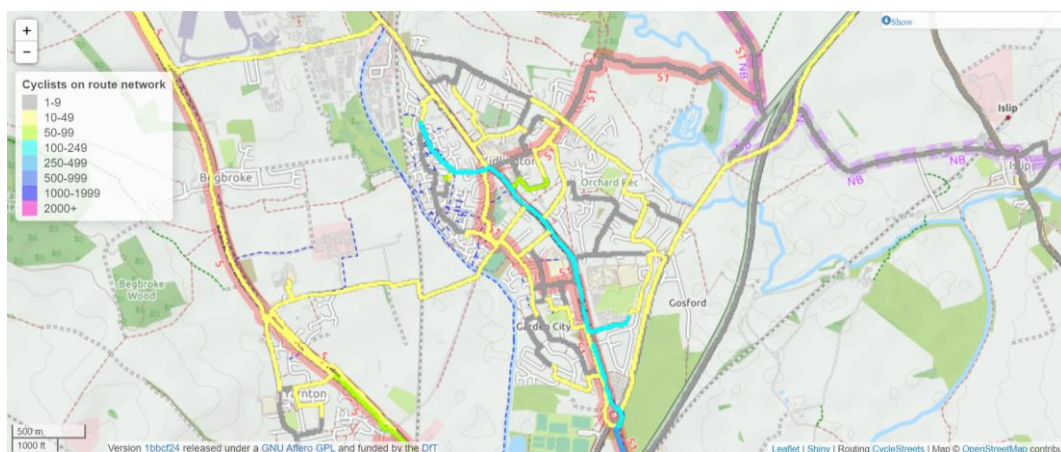 +
−
Show
Cyclists on route network
1-9
10-49
50-99
100-249
250-499
500-999
1000-1999
2000+
S1
NB
Islip
Begbroke
Kidlington
Orchard Rec
NB
NB
Islip
Begbroke
Wood
S1
Gosford
Garden City
Yarnton
500 m
1000 ft
Version 1bbcf24 released under a GNU Affero GPL and funded by the DfT
Leaflet | Shiny | Routing CycleStreets | Map © OpenStreetMap contrib